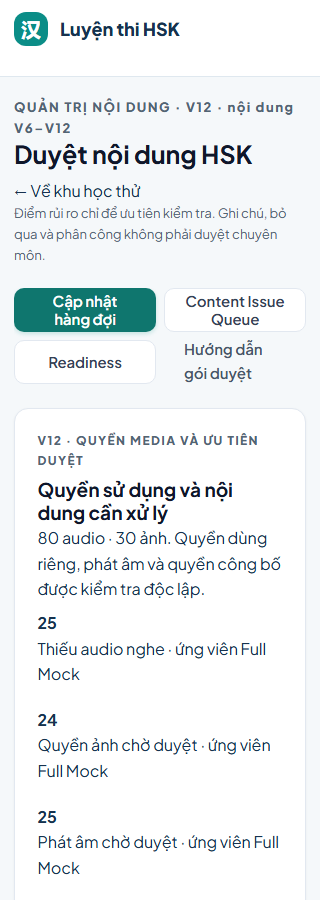 汉 Luyện thi HSK
QUẢN TRỊ NỘI DUNG · V12 · nội dung
V6–V12
Duyệt nội dung HSK
← Về khu học thử
Điểm rủi ro chỉ để ưu tiên kiểm tra. Ghi chú, bỏ
qua và phân công không phải duyệt chuyên
môn.
Cập nhật
hàng đợi
Content Issue
Queue
Readiness
Hướng dẫn
gói duyệt
V12 · QUYỀN MEDIA VÀ ƯU TIÊN
DUYỆT
Quyền sử dụng và nội
dung cần xử lý
80 audio · 30 ảnh. Quyền dùng
riêng, phát âm và quyền công bố
được kiểm tra độc lập.
25
Thiếu audio nghe · ứng viên Full
Mock
24
Quyền ảnh chờ duyệt · ứng viên
Full Mock
25
Phát âm chờ duyệt · ứng viên Full
Mock